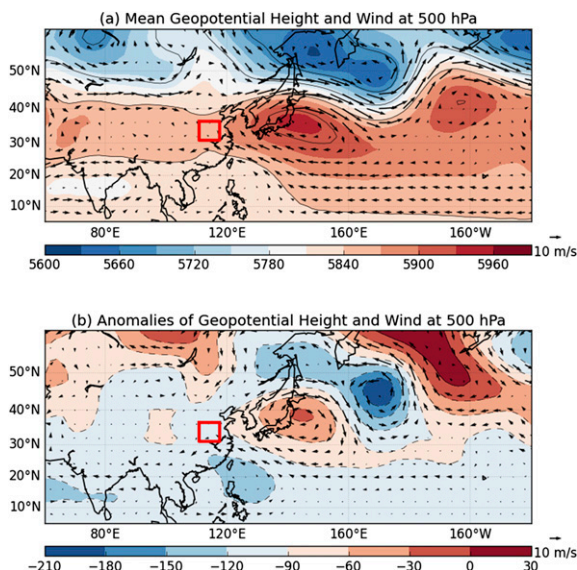 (a) Mean Geopotential Height and Wind at 500 hPa
50°N
40°N
30°N
20°N
10°N
80°E 120°E 160°E 160°W
5600 5660 5720 5780 5840 5900 5960 10 m/s
(b) Anomalies of Geopotential Height and Wind at 500 hPa
50°N
40°N
30°N
20°N
10°N
80°E 120°E 160°E 160°W
−210 −180 −150 −120 −90 −60 −30 0 30 10 m/s